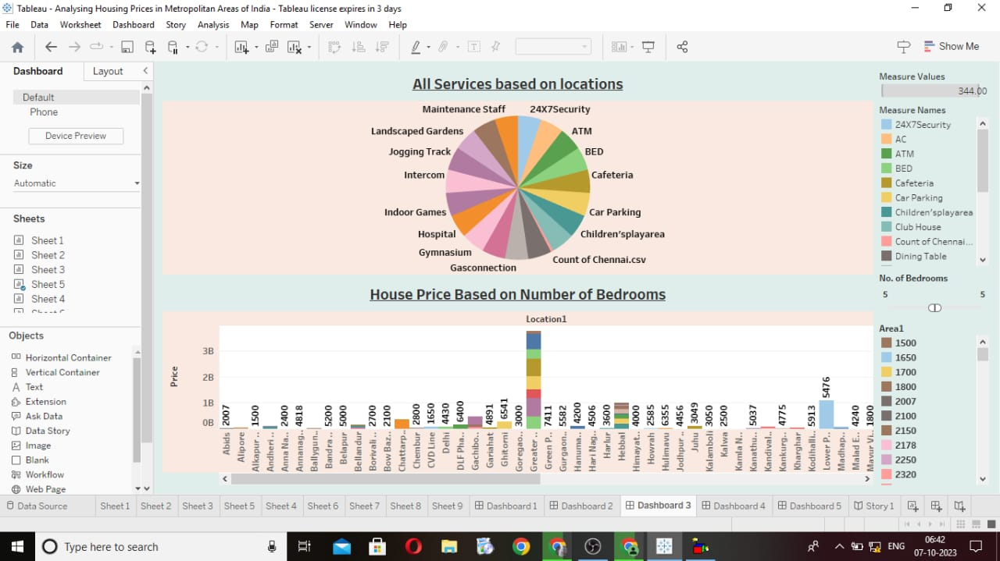 Tableau - Analysing Housing Prices in Metropolitan Areas of India - Tableau license expires in 3 days
File Data Worksheet Dashboard Story Analysis Map Format Server Window Help
Show Me
Dashboard Layout
Default
Phone
Device Preview
Size
Automatic
Sheets
Sheet 1
Sheet 2
Sheet 3
Sheet 5
Sheet 4
Objects
Horizontal Container
Vertical Container
Text
Extension
Ask Data
Data Story
Image
Blank
Workflow
Web Page
All Services based on locations
Maintenance Staff 24X7Security
Landscaped Gardens ATM
Jogging Track BED
Intercom Cafeteria
Indoor Games Car Parking
Hospital Children'splayarea
Gymnasium Count of Chennai.csv
Gasconnection
House Price Based on Number of Bedrooms
Location1
Price
3B
2B
1B
0B
2007 1500 2400 4818 5200 5000 2700 2100 2800 1650 4430 6400 4891 6541 3000 7411 5582 4200 4506 3600 4000 2585 6355 4456 3049 3050 2500 5037 4775 5913 5476 4240 1800
Abids Alipore Alkapur .. Andheri .. Anna Na.. Annanag.. Ballygun.. Bandra .. Belapur Bellandur Borivali .. Bow Baz.. Chattarp.. Chembur CVD Line Delhi DLF Pha.. Gachbo.. Gariahat Ghitorni Goregao.. Greater .. Green P.. Gurgaon.. Hanuma.. Hari Nag.. Harlur Hebbal Himayat.. Howrah Hulimavu Jodhpur .. Juhu Kalamboli Kalwa Kamla N.. Kanathu.. Kandival.. Kankurg.. Kharghar Kodihalli.. Lower P.. Madhap.. Malad E.. Mayur V..
Measure Values
344.00
Measure Names
24X7Security
AC
ATM
BED
Cafeteria
Car Parking
Children'splayarea
Club House
Count of Chennai...
Dining Table
No. of Bedrooms
5 5
Area1
1500
1650
1700
1800
2007
2100
2150
2178
2250
2320
Data Source Sheet 1 Sheet 2 Sheet 3 Sheet 5 Sheet 4 Sheet 6 Sheet 7 Sheet 8 Sheet 9 Dashboard 1 Dashboard 2 Dashboard 3 Dashboard 4 Dashboard 5 Story 1
Type here to search
ENG
06:42
07-10-2023